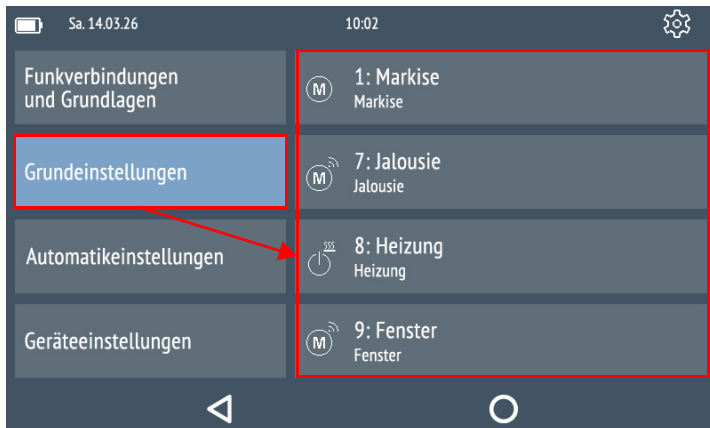 Sa. 14.03.26
10:02
Funkverbindungen
und Grundlagen
Grundeinstellungen
Automatikeinstellungen
Geräteeinstellungen
M
1: Markise
Markise
M
7: Jalousie
Jalousie
8: Heizung
Heizung
M
9: Fenster
Fenster